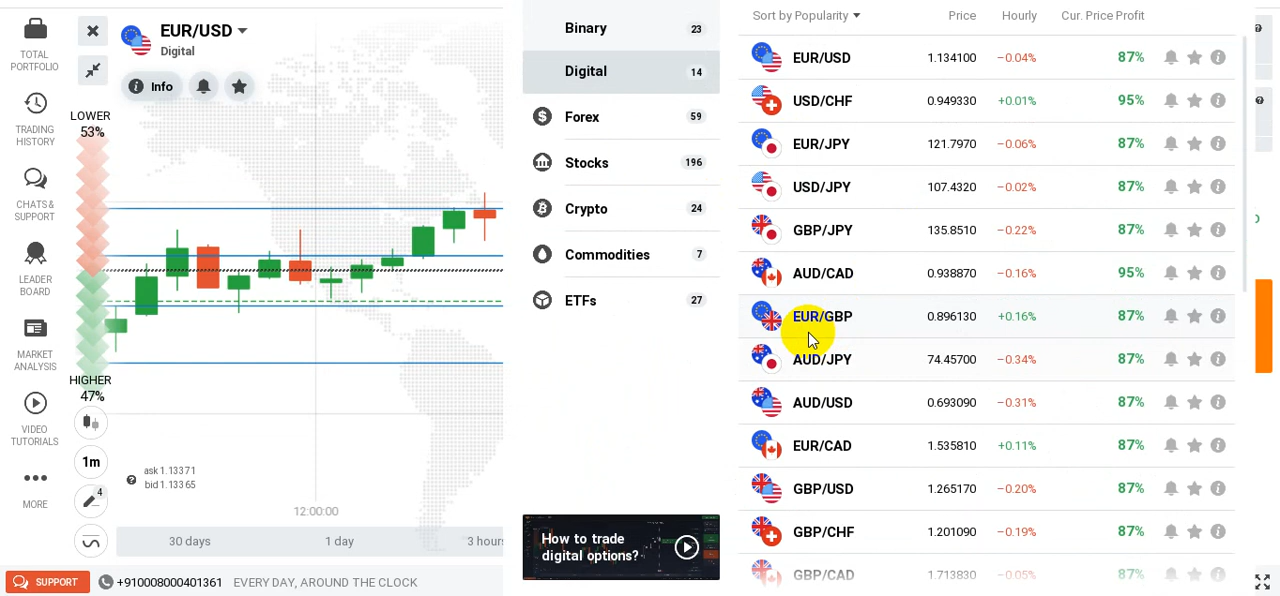 TOTAL
PORTFOLIO
TRADING
HISTORY
CHATS &
SUPPORT
LEADER
BOARD
MARKET
ANALYSIS
VIDEO
TUTORIALS
MORE
EUR/USD
Digital
Info
LOWER
53%
HIGHER
47%
1m
4
ask 1.13371
bid 1.13365
12:00:00
30 days 1 day 3 hours
SUPPORT +910008000401361 EVERY DAY, AROUND THE CLOCK
Binary 23
Digital 14
Forex 59
Stocks 196
Crypto 24
Commodities 7
ETFs 27
How to trade
digital options?
Sort by Popularity Price Hourly Cur. Price Profit
EUR/USD 1.134100 −0.04% 87%
USD/CHF 0.949330 +0.01% 95%
EUR/JPY 121.7970 −0.06% 87%
USD/JPY 107.4320 −0.02% 87%
GBP/JPY 135.8510 −0.22% 87%
AUD/CAD 0.938870 −0.16% 95%
EUR/GBP 0.896130 +0.16% 87%
AUD/JPY 74.45700 −0.34% 87%
AUD/USD 0.693090 −0.31% 87%
EUR/CAD 1.535810 +0.11% 87%
GBP/USD 1.265170 −0.20% 87%
GBP/CHF 1.201090 −0.19% 87%
GBP/CAD 1.713830 −0.05% 87%